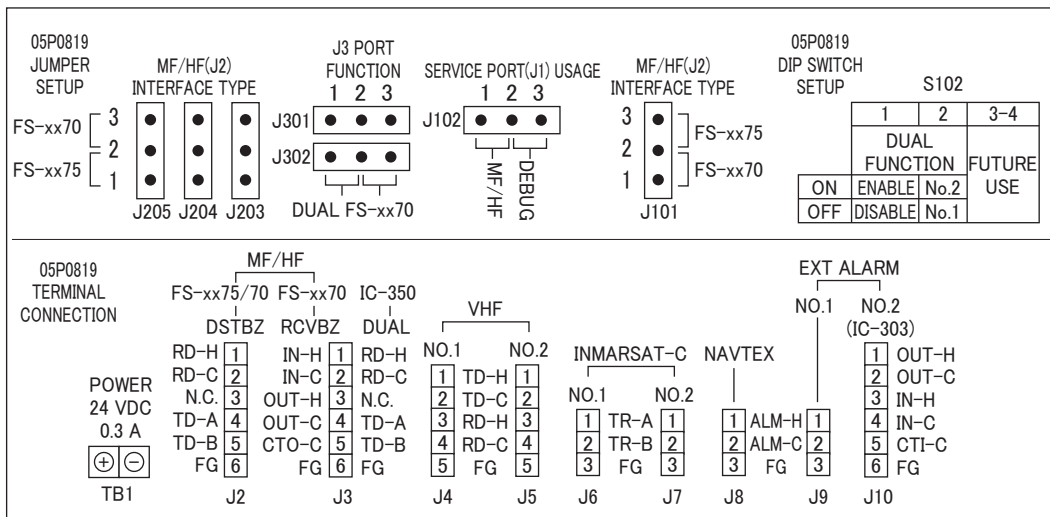 05P0819
JUMPER
SETUP
MF/HF(J2)
INTERFACE TYPE
FS-xx70
FS-xx75
3
2
1
J205 J204 J203
J3 PORT
FUNCTION
1 2 3
J301
J302
DUAL FS-xx70
SERVICE PORT(J1) USAGE
1 2 3
J102
MF/HF
DEBUG
MF/HF(J2)
INTERFACE TYPE
3
2
1
FS-xx75
FS-xx70
J101
05P0819
DIP SWITCH
SETUP
S102
1 2 3-4
DUAL
FUNCTION
FUTURE
USE
ON ENABLE No.2
OFF DISABLE No.1
05P0819
TERMINAL
CONNECTION
POWER
24 VDC
0.3 A
+ −
TB1
MF/HF
FS-xx75/70 FS-xx70 IC-350
DSTBZ RCVBZ DUAL
RD-H 1 IN-H 1 RD-H
RD-C 2 IN-C 2 RD-C
N.C. 3 OUT-H 3 N.C.
TD-A 4 OUT-C 4 TD-A
TD-B 5 CTO-C 5 TD-B
FG 6 FG 6 FG
J2 J3
VHF
NO.1 NO.2
1 TD-H 1
2 TD-C 2
3 RD-H 3
4 RD-C 4
5 FG 5
J4 J5
INMARSAT-C
NO.1 NO.2
1 TR-A 1
2 TR-B 2
3 FG 3
J6 J7
NAVTEX
EXT ALARM
NO.1 NO.2
(IC-303)
1 ALM-H 1
2 ALM-C 2
3 FG 3
J8 J9
1 OUT-H
2 OUT-C
3 IN-H
4 IN-C
5 CTI-C
6 FG
J10